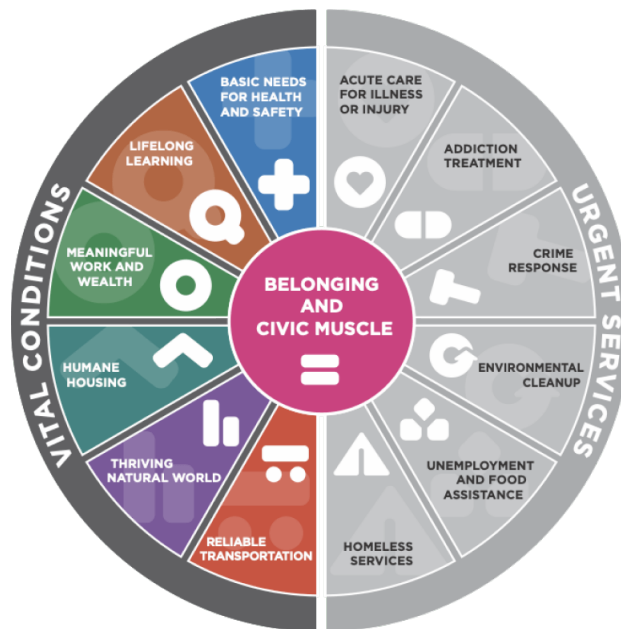 VITAL CONDITIONS
BASIC NEEDS
FOR HEALTH
AND SAFETY
LIFELONG
LEARNING
MEANINGFUL
WORK AND
WEALTH
HUMANE
HOUSING
THRIVING
NATURAL WORLD
RELIABLE
TRANSPORTATION
BELONGING
AND
CIVIC MUSCLE
URGENT SERVICES
ACUTE CARE
FOR ILLNESS
OR INJURY
ADDICTION
TREATMENT
CRIME
RESPONSE
ENVIRONMENTAL
CLEANUP
UNEMPLOYMENT
AND FOOD
ASSISTANCE
HOMELESS
SERVICES